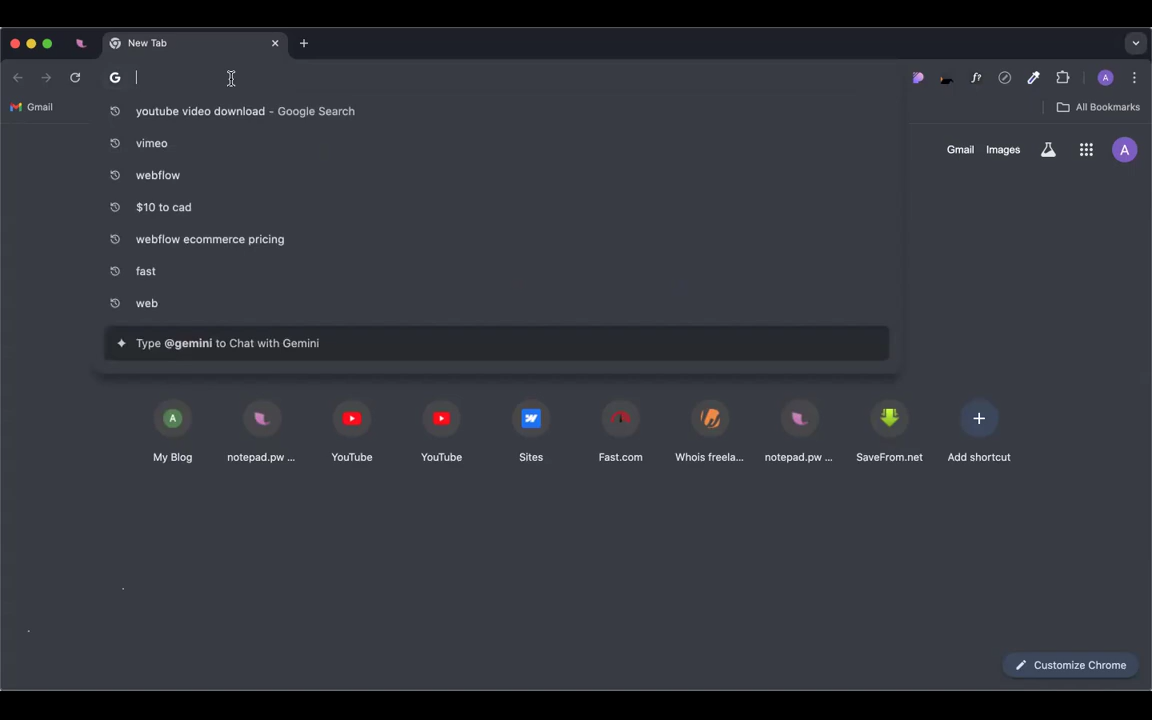 New Tab
Gmail
All Bookmarks
A
youtube video download – Google Search
vimeo
webflow
$10 to cad
webflow ecommerce pricing
fast
web
Type @gemini to Chat with Gemini
Gmail Images A
A
My Blog notepad.pw ... YouTube YouTube Sites Fast.com Whois freela... notepad.pw ... SaveFrom.net Add shortcut
Customize Chrome